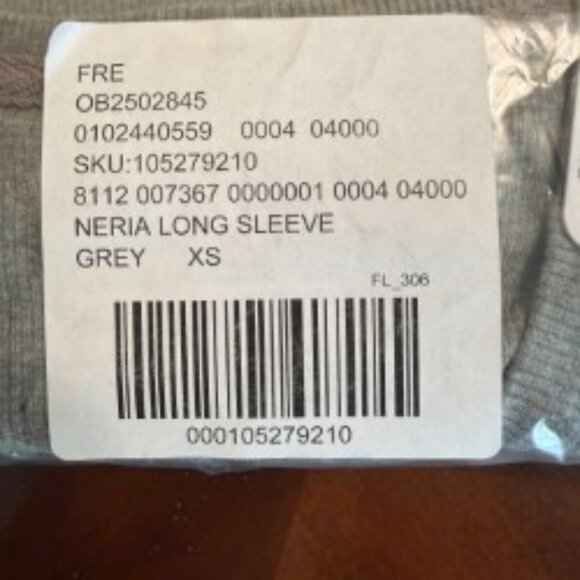 FRE
OB2502845
0102440559 0004 04000
SKU:105279210
8112 007367 0000001 0004 04000
NERIA LONG SLEEVE
GREY XS
FL_306
000105279210